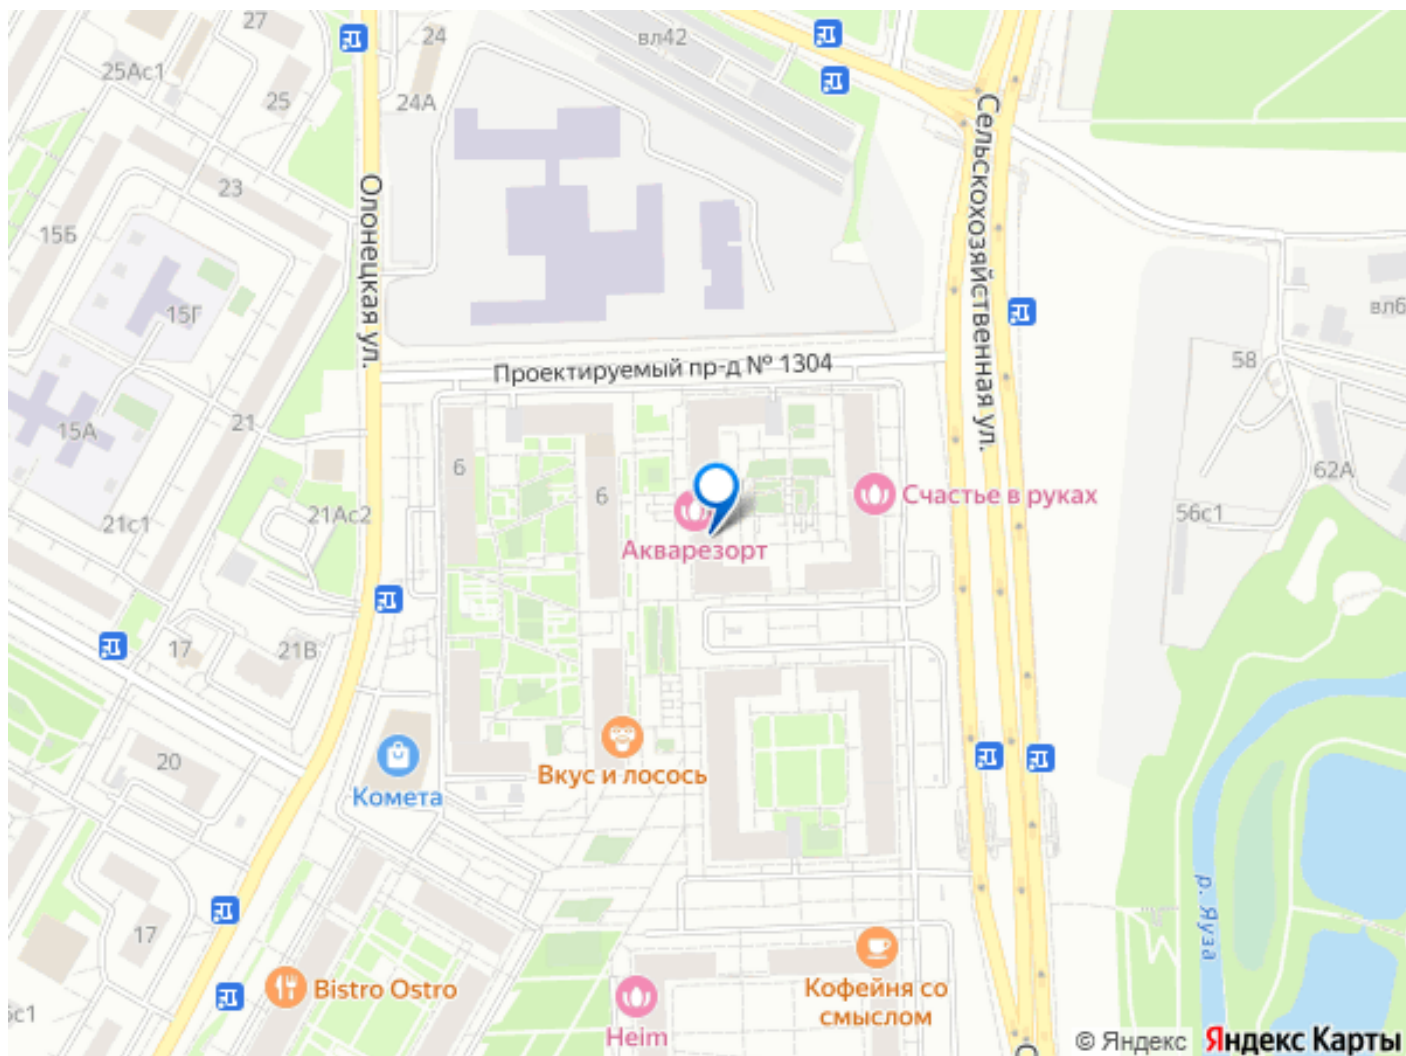 27
24
вл42
25Ас1
25
24А
Сельскохозяйственная ул.
Олонецкая ул.
23
15Б
15Г
вл6
Проектируемый пр-д № 1304
58
15А
21
6
6
62А
Счастье в руках
21с1
21Ас2
56с1
Акварезорт
17
21В
20
Вкус и лосось
Комета
р. Яуза
17
Bistro Ostro
Кофейня со
смыслом
6с1
Heim
© Яндекс Яндекс Карты